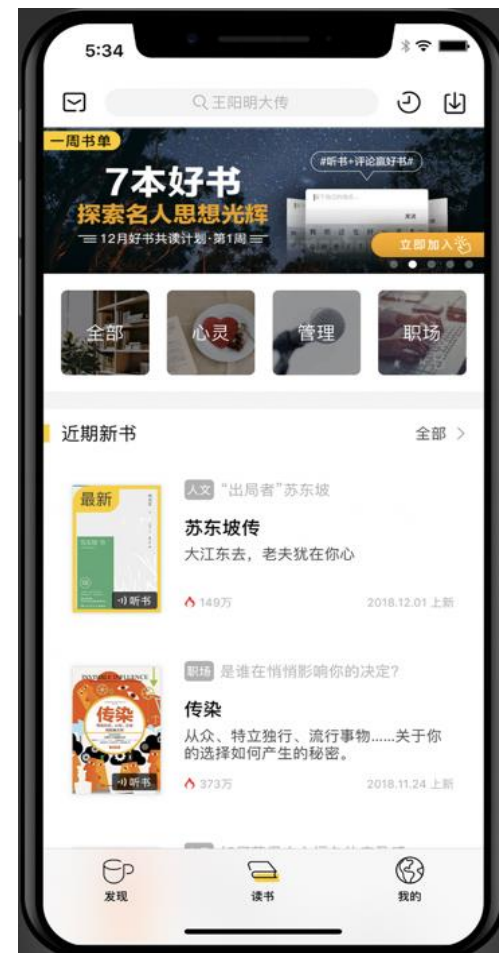 5:34
王阳明大传
一周书单
7本好书
探索名人思想光辉
12月好书共读计划·第1周
#听书+评论赢好书#
立即加入
全部
心灵
管理
职场
近期新书
全部 >
最新
听书
人文 “出局者”苏东坡
苏东坡传
大江东去，老夫犹在你心
149万
2018.12.01 上新
INVISIBLE INFLUENCE
传染
听书
职场 是谁在悄悄影响你的决定?
传染
从众、特立独行、流行事物......关于你
的选择如何产生的秘密。
373万
2018.11.24 上新
发现
读书
我的